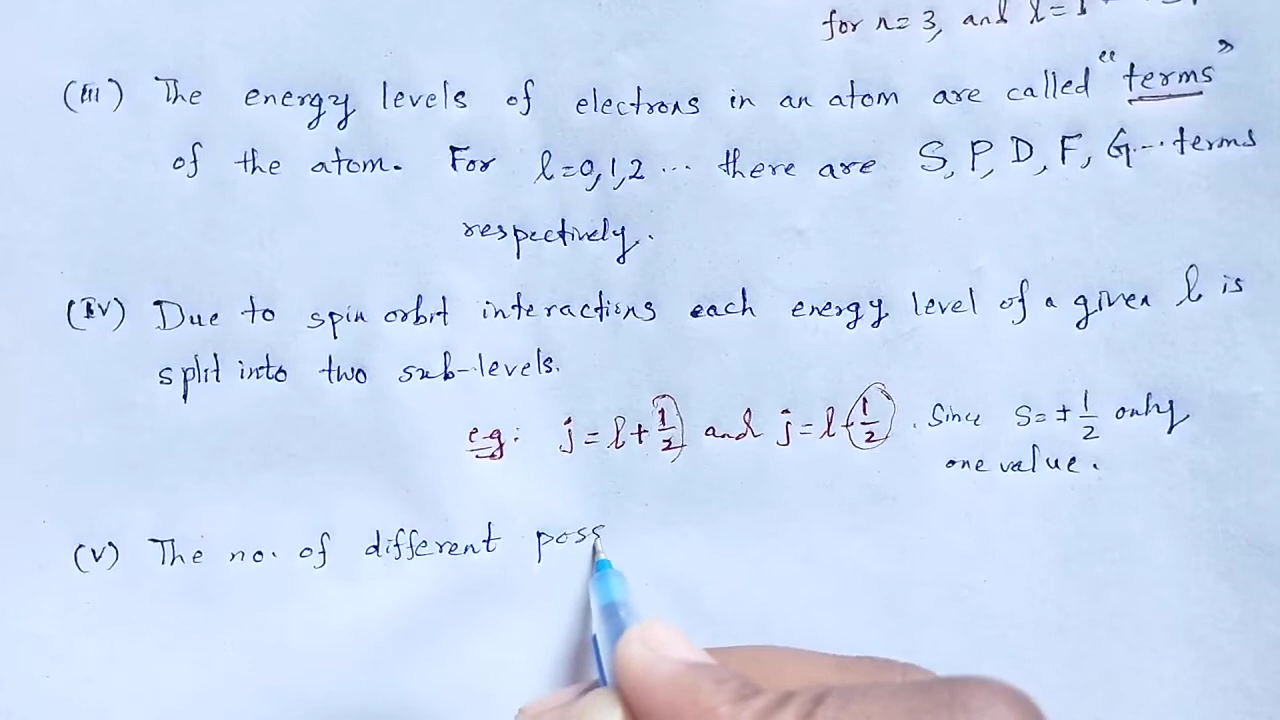 for n=3, and l=1
(III) The energy levels of electrons in an atom are called "terms"
of the atom. For l=0,1,2 ... there are S, P, D, F, G... terms
respectively.
(IV) Due to spin orbit interactions each energy level of a given l is
split into two sub-levels.
e.g: j = l + 1/2 and j = l - 1/2. Since S = + 1/2 only
one value.
(V) The no. of different poss